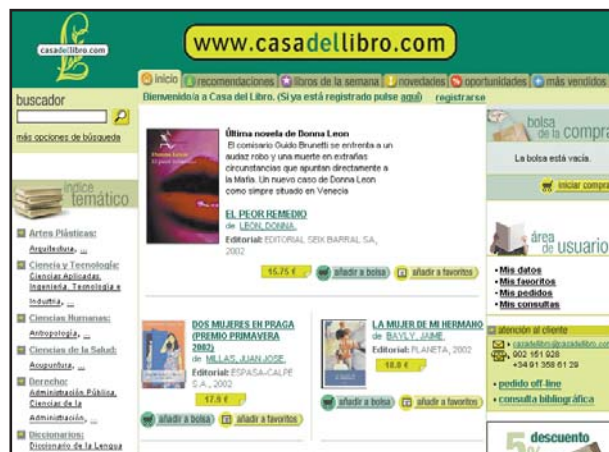 casadellibro.com
www.casadellibro.com
inicio
recomendaciones
libros de la semana
novedades
oportunidades
más vendidos
Bienvenido/a a Casa del Libro. (Si ya está registrado pulse aquí)
registrarse
buscador
más opciones de búsqueda
índice
temático
Artes Plásticas:
Arquitectura, ...
Ciencia y Tecnología:
Ciencias Aplicadas,
Ingeniería, Tecnología e
Industria, ...
Ciencias Humanas:
Antropología, ...
Ciencias de la Salud:
Acupuntura, ...
Derecho:
Administración Pública,
Ciencias de la
Administración, ...
Diccionarios:
Diccionario de la Lengua
Donna Leon
El peor remedio
Última novela de Donna Leon
El comisario Guido Brunetti se enfrenta a un
audaz robo y una muerte en extrañas
circunstancias que apuntan directamente a
la Mafia. Un nuevo caso de Donna Leon
como simpre situado en Venecia
EL PEOR REMEDIO
de LEON, DONNA.
Editorial: EDITORIAL SEIX BARRAL SA,
2002
15.75 €
añadir a bolsa
añadir a favoritos
DOS MUJERES EN PRAGA
(PREMIO PRIMAVERA
2002)
de MILLAS, JUAN JOSE.
Editorial: ESPASA-CALPE
S.A., 2002
17.9 €
añadir a bolsa
añadir a favoritos
LA MUJER DE MI HERMANO
de BAYLY, JAIME.
Editorial: PLANETA, 2002
18.0 €
añadir a bolsa
añadir a favoritos
bolsa
de la compra
La bolsa está vacía.
iniciar compra
área
de usuario
Mis datos
Mis favoritos
Mis pedidos
Mis consultas
atención al cliente
casadellibro@casadellibro.com
902 151 928
+34 91 358 61 29
pedido off-line
consulta bibliográfica
5%
descuento